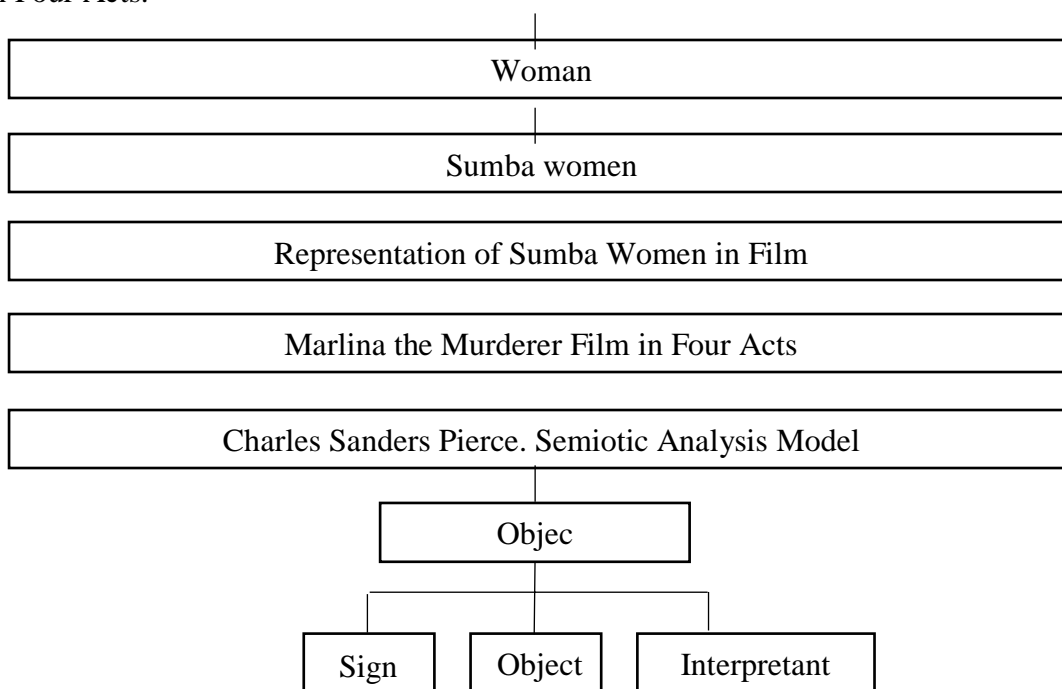 Four Acts.
Woman
Sumba women
Representation of Sumba Women in Film
Marlina the Murderer Film in Four Acts
Charles Sanders Pierce. Semiotic Analysis Model
Objec
Sign Object Interpretant